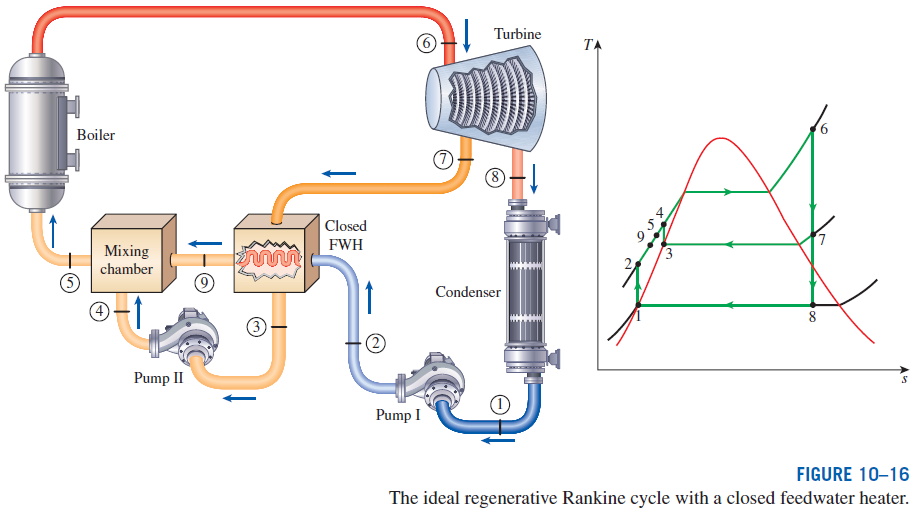 6
Turbine
Boiler
7
8
Closed
FWH
Mixing
chamber
5
9
Condenser
4
3
2
Pump II
Pump I
1
T
6
4
5
9
7
3
2
1
8
s
FIGURE 10–16
The ideal regenerative Rankine cycle with a closed feedwater heater.